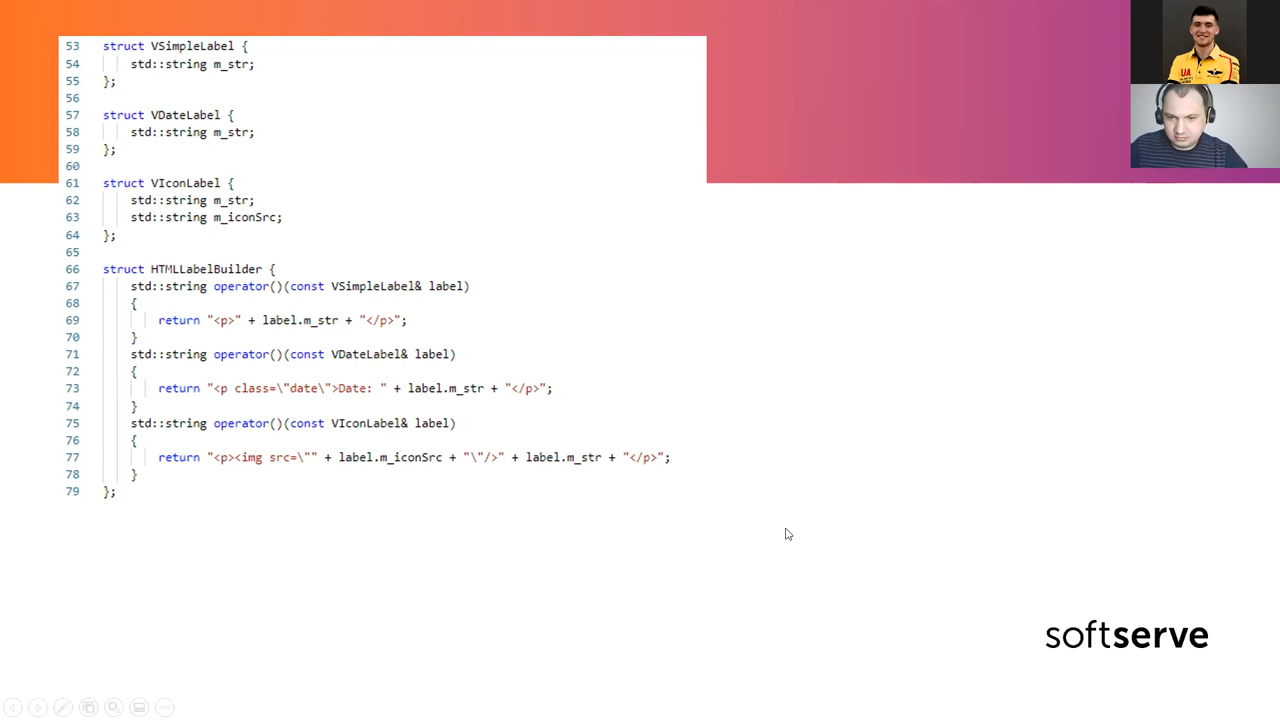 53 struct VSimpleLabel {
54 std::string m_str;
55 };
56
57 struct VDateLabel {
58 std::string m_str;
59 };
60
61 struct VIconLabel {
62 std::string m_str;
63 std::string m_iconSrc;
64 };
65
66 struct HTMLLabelBuilder {
67 std::string operator()(const VSimpleLabel& label)
68 {
69 return "<p>" + label.m_str + "</p>";
70 }
71 std::string operator()(const VDateLabel& label)
72 {
73 return "<p class=\"date\">Date: " + label.m_str + "</p>";
74 }
75 std::string operator()(const VIconLabel& label)
76 {
77 return "<p><img src=\"" + label.m_iconSrc + "\"/>" + label.m_str + "</p>";
78 }
79 };
UA
softserve